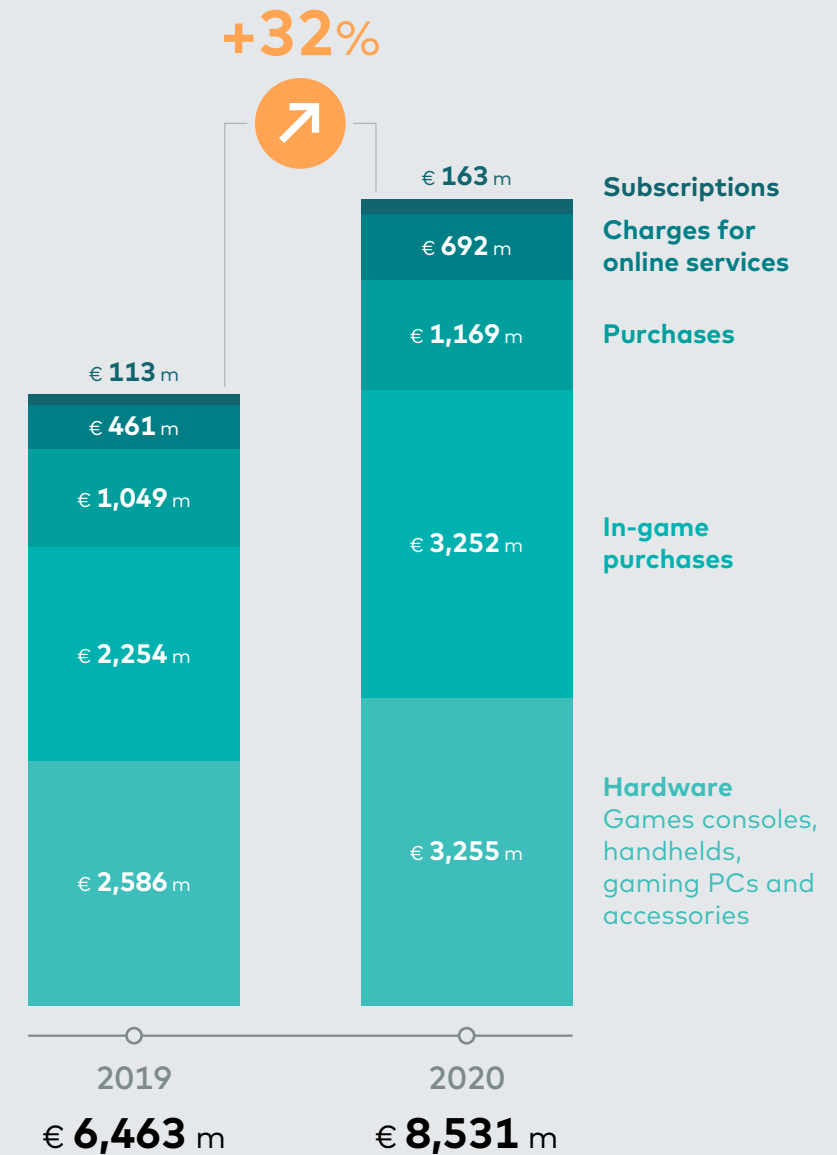 +32%
€ 163 m
Subscriptions
€ 692 m
Charges for
online services
€ 1,169 m
Purchases
€ 113 m
€ 461 m
€ 1,049 m
€ 3,252 m
In-game
purchases
€ 2,254 m
Hardware
Games consoles,
handhelds,
gaming PCs and
accessories
€ 3,255 m
€ 2,586 m
2019
2020
€ 6,463 m
€ 8,531 m